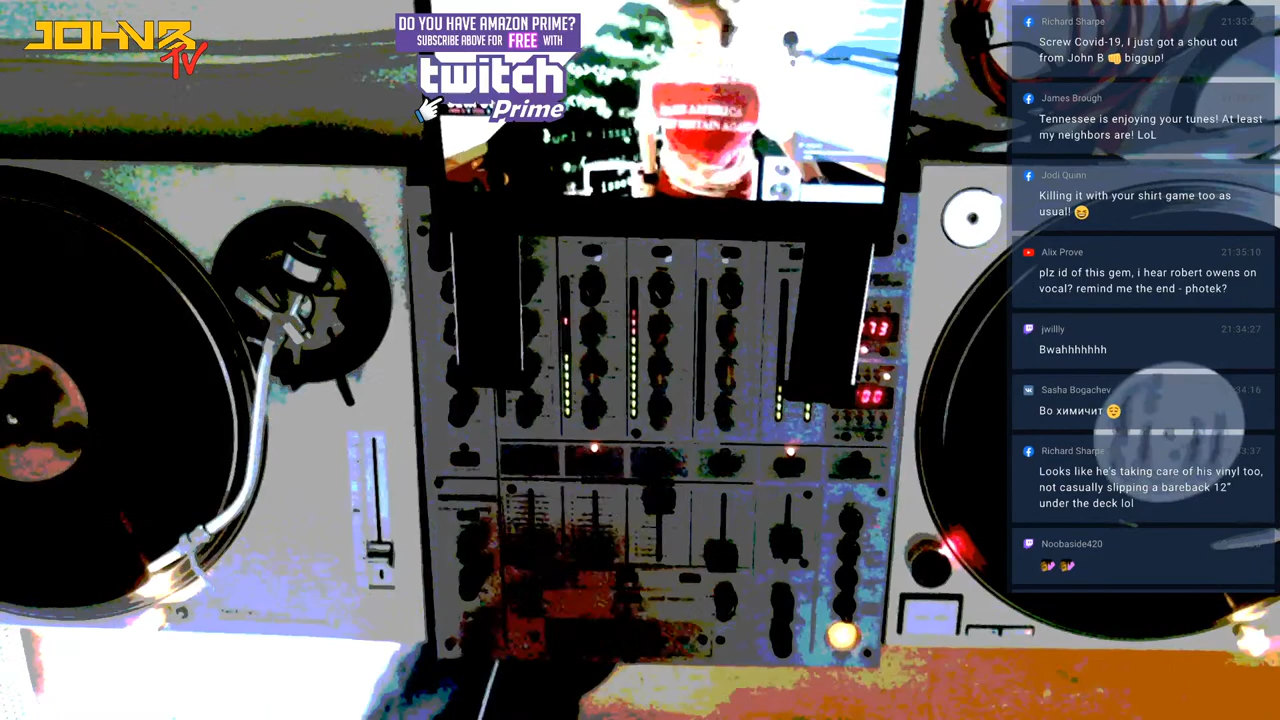 JOHN B
TV
DO YOU HAVE AMAZON PRIME?
SUBSCRIBE ABOVE FOR FREE WITH
twitch
Prime
73
00
Richard Sharpe
Screw Covid-19, I just got a shout out
from John B 👊 biggup!
James Brough
Tennessee is enjoying your tunes! At least
my neighbors are! LoL
Jodi Quinn
Killing it with your shirt game too as
usual! 😆
Alix Prove 21:35:10
plz id of this gem, i hear robert owens on
vocal? remind me the end - photek?
jwilly 21:34:27
Bwahhhhhh
Sasha Bogachev
Во химичит 😌
Richard Sharpe
Looks like he's taking care of his vinyl too,
not casually slipping a bareback 12"
under the deck lol
Noobaside420